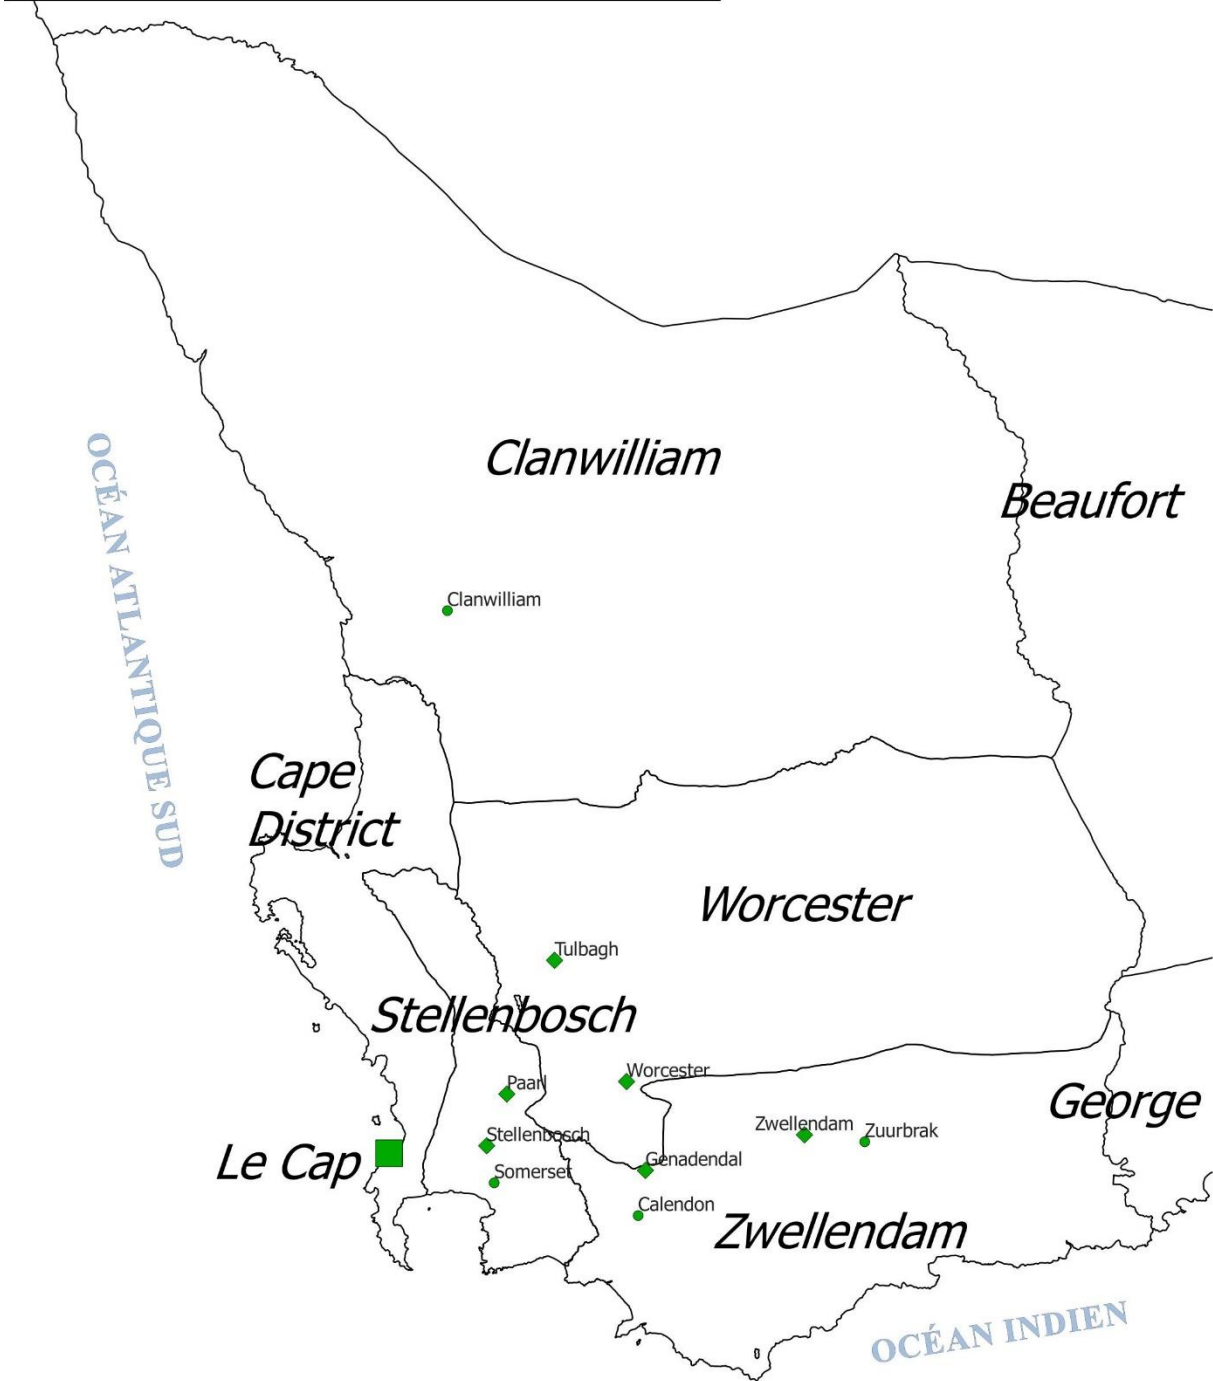 Clanwilliam
Beaufort
OCÉAN ATLANTIQUE SUD
Clanwilliam
Cape
District
Worcester
Tulbagh
Stellenbosch
Worcester
Paarl
George
Zwellendam
Zuurbrak
Stellenbosch
Le Cap
Genadendal
Somerset
Calendon
Zwellendam
OCÉAN INDIEN